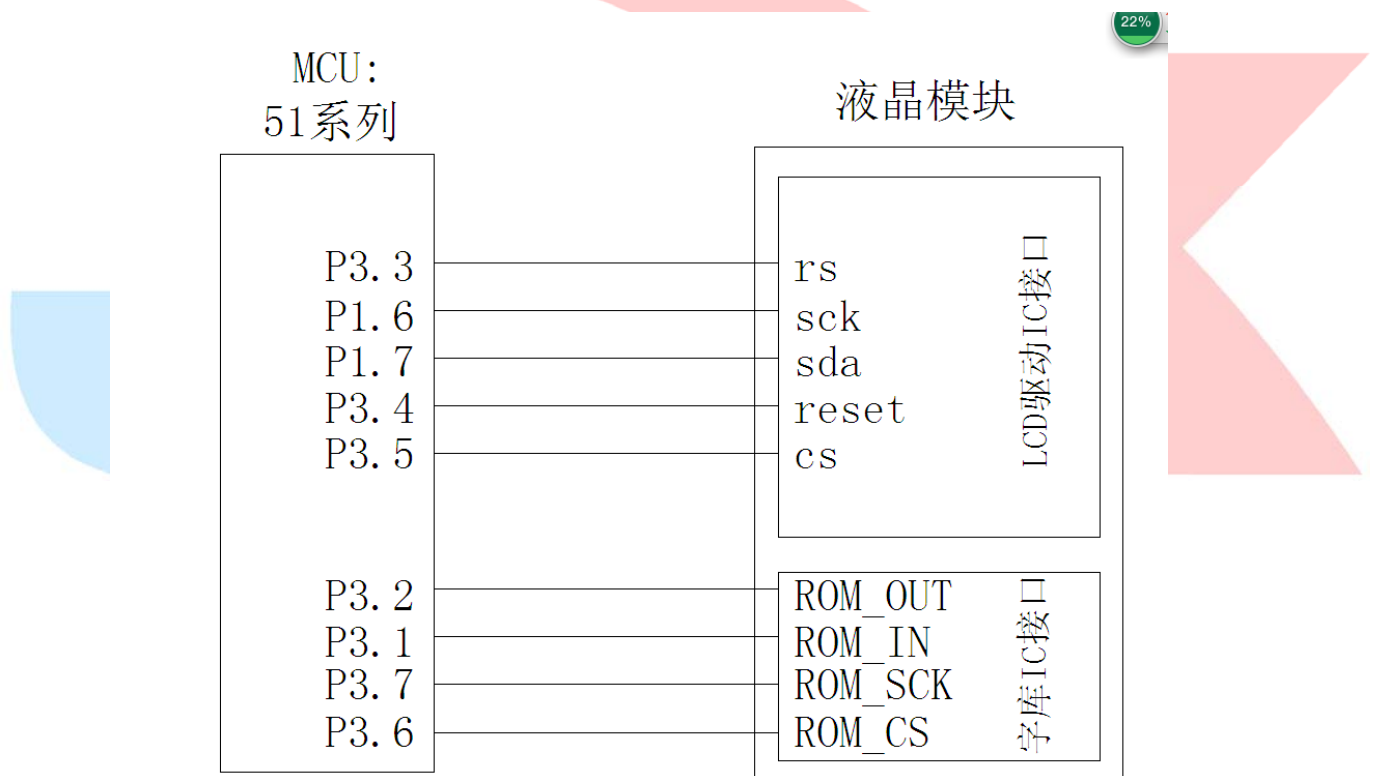 22%
MCU:
51系列
液晶模块
P3.3
rs
P1.6
sck
P1.7
sda
P3.4
reset
P3.5
cs
LCD驱动IC接口
P3.2
ROM_OUT
P3.1
ROM_IN
P3.7
ROM_SCK
P3.6
ROM_CS
字库IC接口